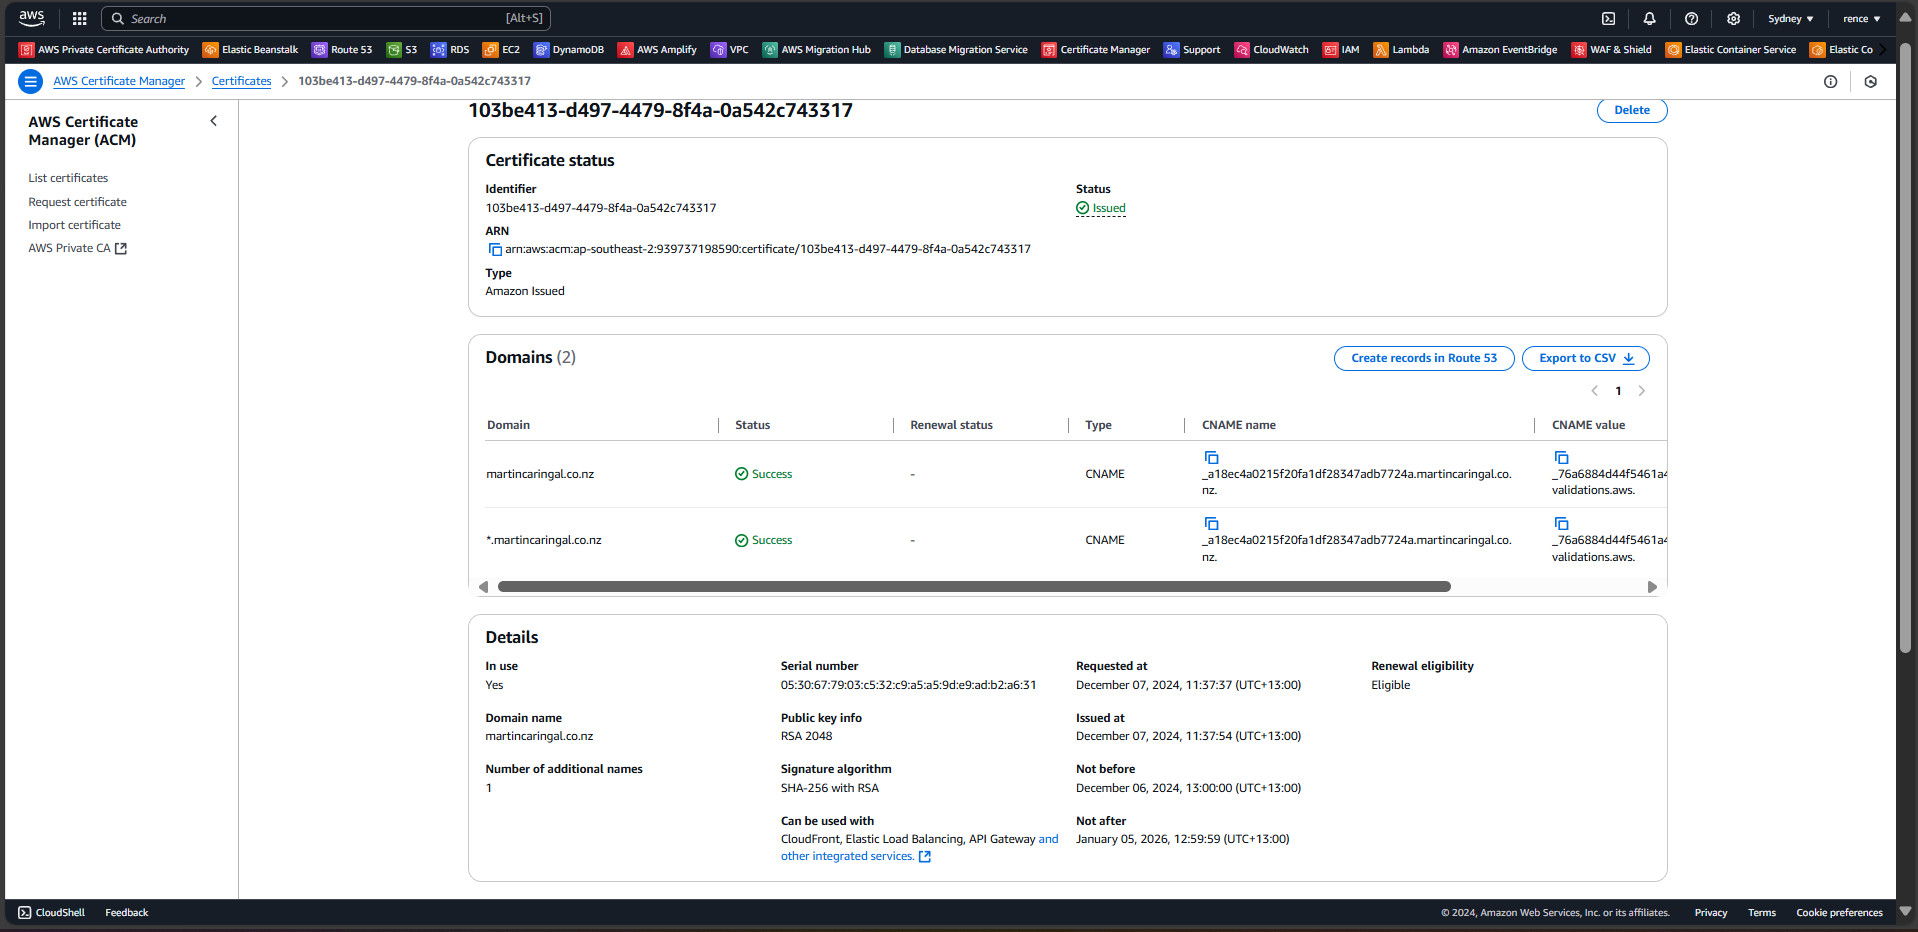 aws
Search
[Alt+S]
Sydney ▼
rence ▼
AWS Private Certificate Authority
Elastic Beanstalk
Route 53
S3
RDS
EC2
DynamoDB
AWS Amplify
VPC
AWS Migration Hub
Database Migration Service
Certificate Manager
Support
CloudWatch
IAM
Lambda
Amazon EventBridge
WAF & Shield
Elastic Container Service
Elastic Co
AWS Certificate Manager > Certificates > 103be413-d497-4479-8f4a-0a542c743317
AWS Certificate
Manager (ACM)
List certificates
Request certificate
Import certificate
AWS Private CA
103be413-d497-4479-8f4a-0a542c743317
Delete
Certificate status
Identifier
103be413-d497-4479-8f4a-0a542c743317
Status
Issued
ARN
arn:aws:acm:ap-southeast-2:939737198590:certificate/103be413-d497-4479-8f4a-0a542c743317
Type
Amazon Issued
Domains (2)
Create records in Route 53
Export to CSV
1
Domain
Status
Renewal status
Type
CNAME name
CNAME value
martincaringal.co.nz
Success
-
CNAME
_a18ec4a0215f20fa1df28347adb7724a.martincaringal.co.
nz.
_76a6884d44f5461a4
validations.aws.
*.martincaringal.co.nz
Success
-
CNAME
_a18ec4a0215f20fa1df28347adb7724a.martincaringal.co.
nz.
_76a6884d44f5461a4
validations.aws.
Details
In use
Yes
Domain name
martincaringal.co.nz
Number of additional names
1
Serial number
05:30:67:79:03:c5:32:c9:a5:a5:9d:e9:ad:b2:a6:31
Public key info
RSA 2048
Signature algorithm
SHA-256 with RSA
Can be used with
CloudFront, Elastic Load Balancing, API Gateway and
other integrated services.
Requested at
December 07, 2024, 11:37:37 (UTC+13:00)
Issued at
December 07, 2024, 11:37:54 (UTC+13:00)
Not before
December 06, 2024, 13:00:00 (UTC+13:00)
Not after
January 05, 2026, 12:59:59 (UTC+13:00)
Renewal eligibility
Eligible
CloudShell
Feedback
© 2024, Amazon Web Services, Inc. or its affiliates.
Privacy
Terms
Cookie preferences